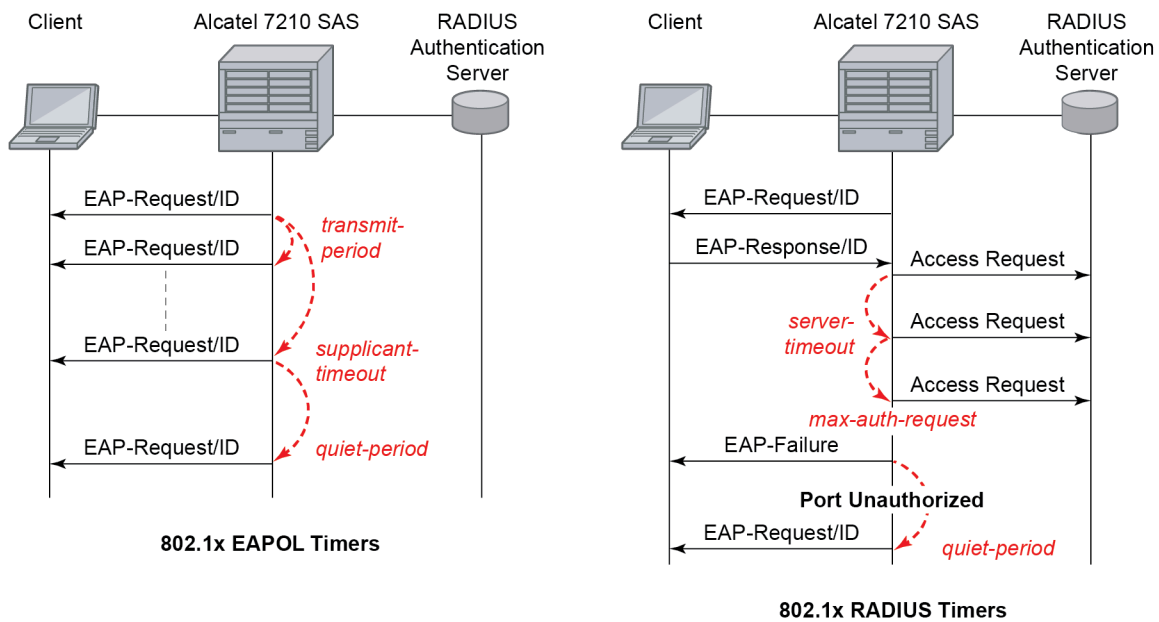 Client
Alcatel 7210 SAS
RADIUS
Authentication
Server
EAP-Request/ID
transmit-
period
EAP-Request/ID
EAP-Request/ID
supplicant-
timeout
EAP-Request/ID
quiet-period
802.1x EAPOL Timers
Client
Alcatel 7210 SAS
RADIUS
Authentication
Server
EAP-Request/ID
EAP-Response/ID
Access Request
server-
timeout
Access Request
Access Request
max-auth-request
EAP-Failure
Port Unauthorized
EAP-Request/ID
quiet-period
802.1x RADIUS Timers